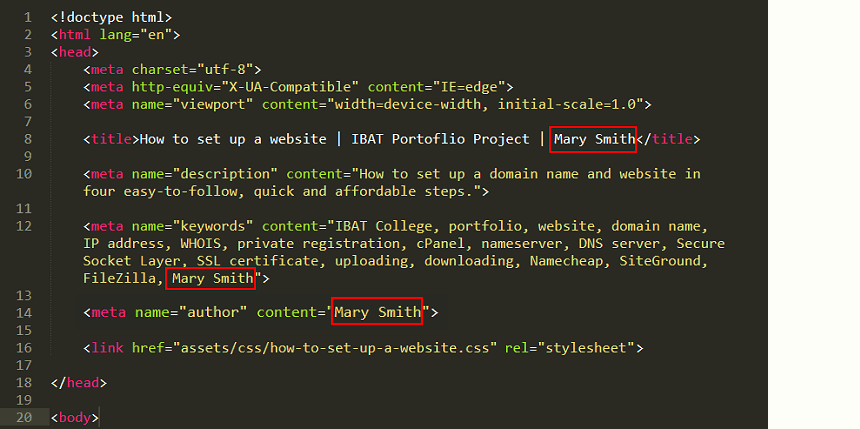 1 <!doctype html>
2 <html lang="en">
3 <head>
4 <meta charset="utf-8">
5 <meta http-equiv="X-UA-Compatible" content="IE=edge">
6 <meta name="viewport" content="width=device-width, initial-scale=1.0">
7
8 <title>How to set up a website | IBAT Portoflio Project | Mary Smith</title>
9
10 <meta name="description" content="How to set up a domain name and website in
four easy-to-follow, quick and affordable steps.">
11
12 <meta name="keywords" content="IBAT College, portfolio, website, domain name,
IP address, WHOIS, private registration, cPanel, nameserver, DNS server, Secure
Socket Layer, SSL certificate, uploading, downloading, Namecheap, SiteGround,
FileZilla, Mary Smith">
13
14 <meta name="author" content="Mary Smith">
15
16 <link href="assets/css/how-to-set-up-a-website.css" rel="stylesheet">
17
18 </head>
19
20 <body>